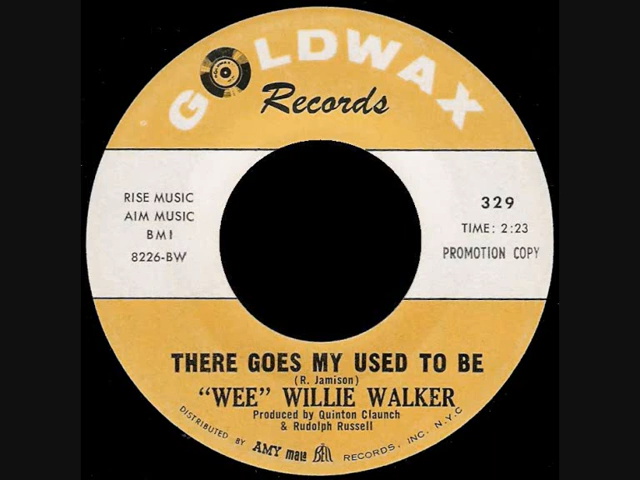 GOLDWAX
Records
RISE MUSIC
AIM MUSIC
BMI
8226-BW
329
TIME: 2:23
PROMOTION COPY
THERE GOES MY USED TO BE
(R. Jamison)
“WEE” WILLIE WALKER
Produced by Quinton Claunch
& Rudolph Russell
DISTRIBUTED BY AMY mala BELL RECORDS, INC. N.Y.C.